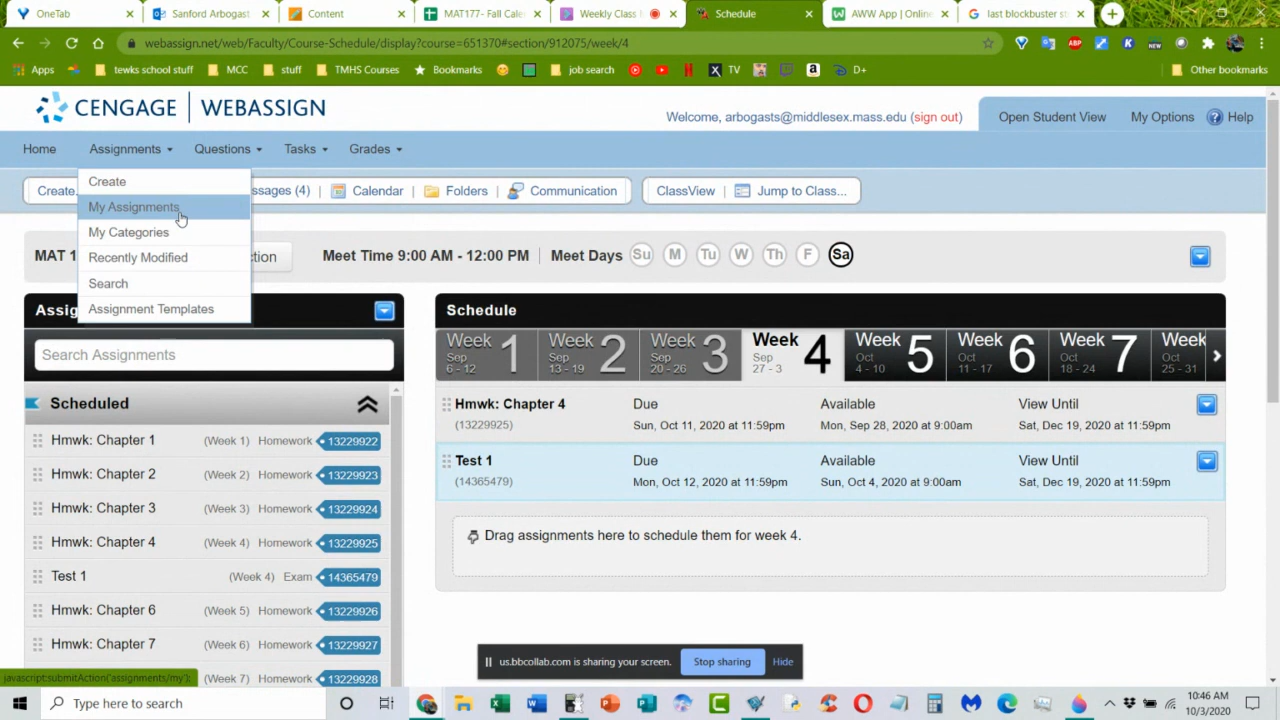 OneTab
Sanford Arbogast
Content
MAT177- Fall Cale
Weekly Class
Schedule
AWW App | Online
last blockbuster st
webassign.net/web/Faculty/Course-Schedule/display?course=651370#section/912075/week/4
Apps
tewks school stuff
MCC
stuff
TMHS Courses
Bookmarks
job search
TV
D+
Other bookmarks
CENGAGE | WEBASSIGN
Welcome, arbogasts@middlesex.mass.edu (sign out)
Open Student View
My Options
Help
Home
Assignments
Questions
Tasks
Grades
Create
My Assignments
My Categories
Recently Modified
Search
Assignment Templates
Create.
ssages (4)
Calendar
Folders
Communication
ClassView
Jump to Class...
MAT 1
ction
Meet Time 9:00 AM - 12:00 PM
Meet Days Su M Tu W Th F Sa
Assig
Search Assignments
Scheduled
Hmwk: Chapter 1 (Week 1) Homework 13229922
Hmwk: Chapter 2 (Week 2) Homework 13229923
Hmwk: Chapter 3 (Week 3) Homework 13229924
Hmwk: Chapter 4 (Week 4) Homework 13229925
Test 1 (Week 4) Exam 14365479
Hmwk: Chapter 6 (Week 5) Homework 13229926
Hmwk: Chapter 7 (Week 6) Homework 13229927
(Week 7) Homework 13229928
Schedule
Week 1 Sep 6 - 12
Week 2 Sep 13 - 19
Week 3 Sep 20 - 26
Week 4 Sep 27 - 3
Week 5 Oct 4 - 10
Week 6 Oct 11 - 17
Week 7 Oct 18 - 24
Week Oct 25 - 31
Hmwk: Chapter 4 Due Available View Until
(13229925) Sun, Oct 11, 2020 at 11:59pm Mon, Sep 28, 2020 at 9:00am Sat, Dec 19, 2020 at 11:59pm
Test 1 Due Available View Until
(14365479) Mon, Oct 12, 2020 at 11:59pm Sun, Oct 4, 2020 at 9:00am Sat, Dec 19, 2020 at 11:59pm
Drag assignments here to schedule them for week 4.
us.bbcollab.com is sharing your screen.
Stop sharing
Hide
javascript:submitAction('assignments/my');
Type here to search
10:46 AM
10/3/2020